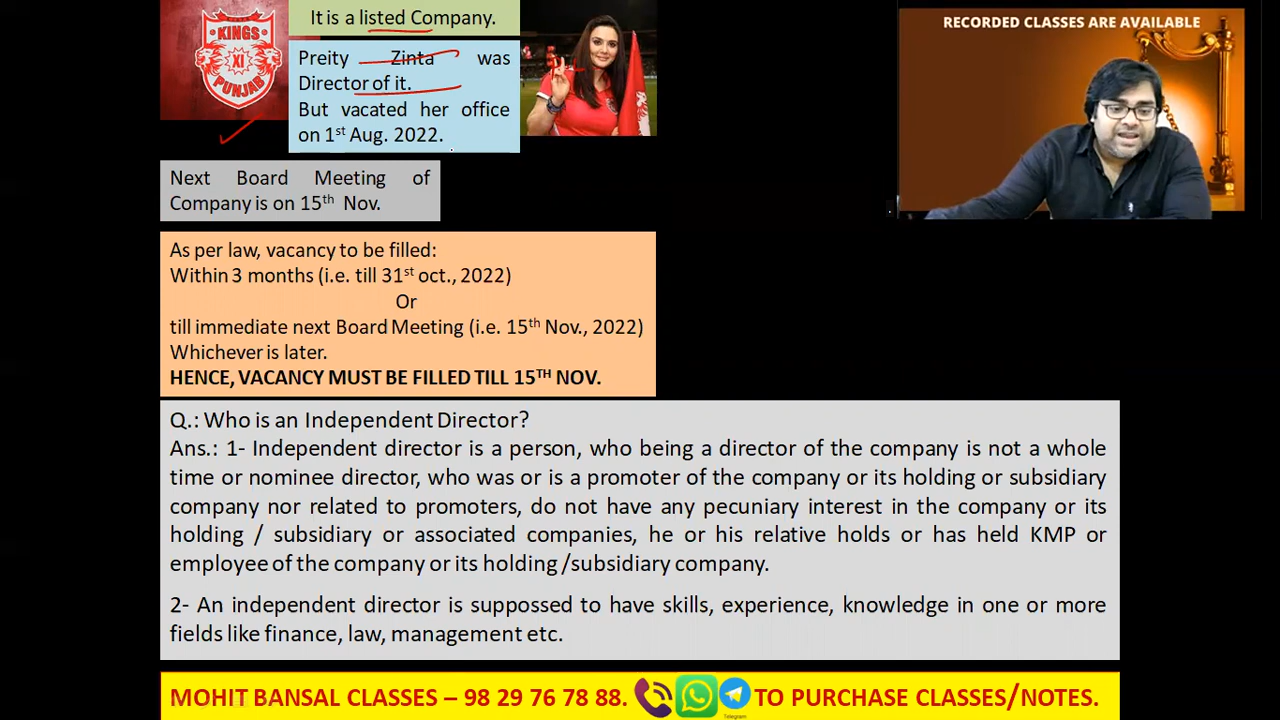 KINGS
XI
PUNJAB
It is a listed Company.
Preity Zinta was
Director of it.
But vacated her office
on 1st Aug. 2022.
RECORDED CLASSES ARE AVAILABLE
Next Board Meeting of
Company is on 15th Nov.
As per law, vacancy to be filled:
Within 3 months (i.e. till 31st oct., 2022)
Or
till immediate next Board Meeting (i.e. 15th Nov., 2022)
Whichever is later.
HENCE, VACANCY MUST BE FILLED TILL 15TH NOV.
Q.: Who is an Independent Director?
Ans.: 1- Independent director is a person, who being a director of the company is not a whole
time or nominee director, who was or is a promoter of the company or its holding or subsidiary
company nor related to promoters, do not have any pecuniary interest in the company or its
holding / subsidiary or associated companies, he or his relative holds or has held KMP or
employee of the company or its holding /subsidiary company.
2- An independent director is suppossed to have skills, experience, knowledge in one or more
fields like finance, law, management etc.
MOHIT BANSAL CLASSES – 98 29 76 78 88. TO PURCHASE CLASSES/NOTES.
Telegram